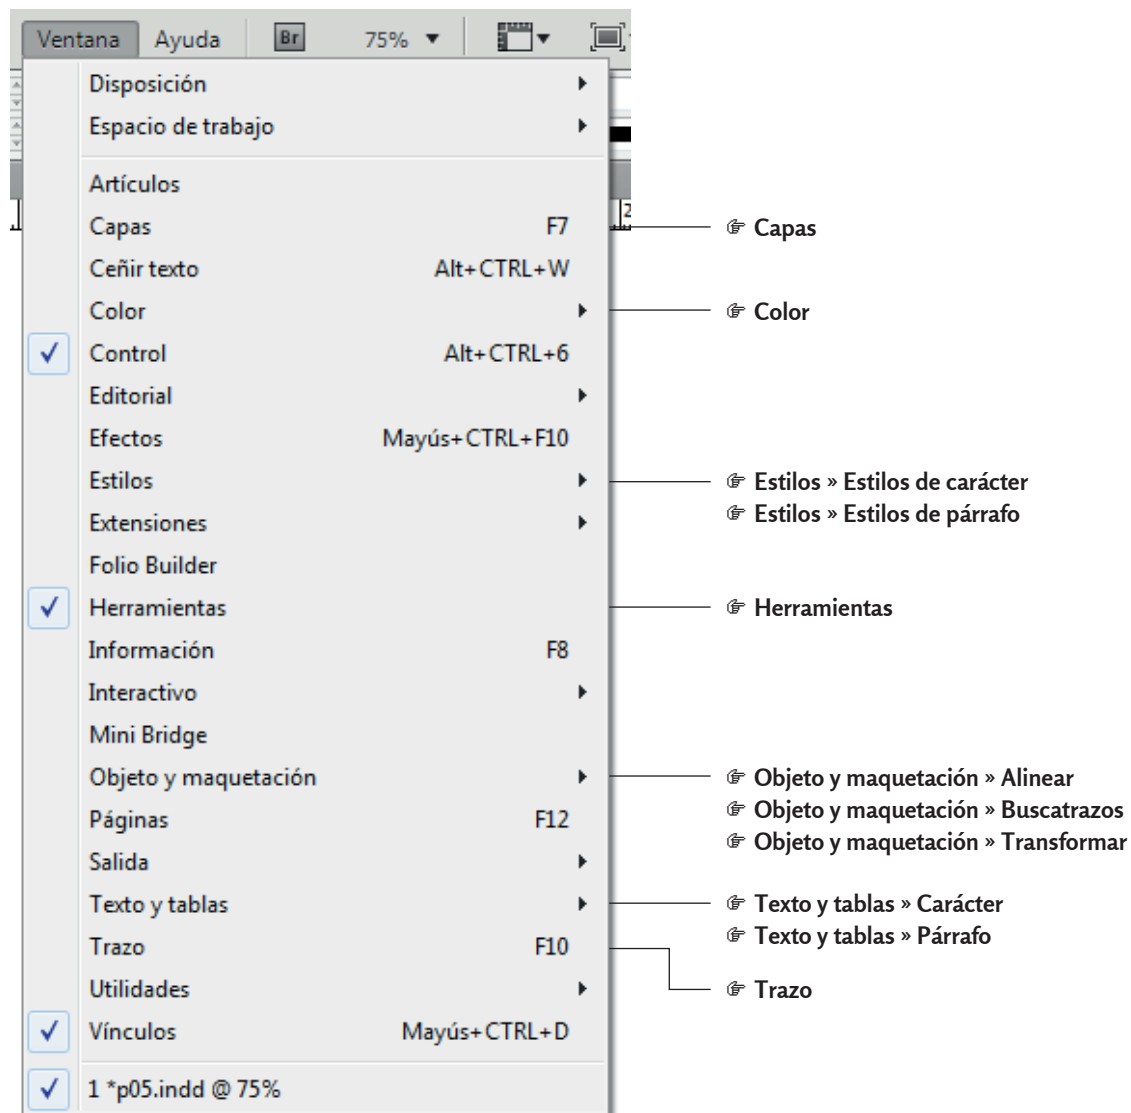 Ventana Ayuda Br 75%
Disposición
Espacio de trabajo
Artículos
Capas F7 ☞ Capas
Ceñir texto Alt+CTRL+W
Color ☞ Color
Control Alt+CTRL+6
Editorial
Efectos Mayús+CTRL+F10
Estilos ☞ Estilos » Estilos de carácter
☞ Estilos » Estilos de párrafo
Extensiones
Folio Builder
Herramientas ☞ Herramientas
Información F8
Interactivo
Mini Bridge
Objeto y maquetación ☞ Objeto y maquetación » Alinear
☞ Objeto y maquetación » Buscatrazos
Páginas F12
☞ Objeto y maquetación » Transformar
Salida
Texto y tablas ☞ Texto y tablas » Carácter
☞ Texto y tablas » Párrafo
Trazo F10
Utilidades ☞ Trazo
Vínculos Mayús+CTRL+D
1 *p05.indd @ 75%